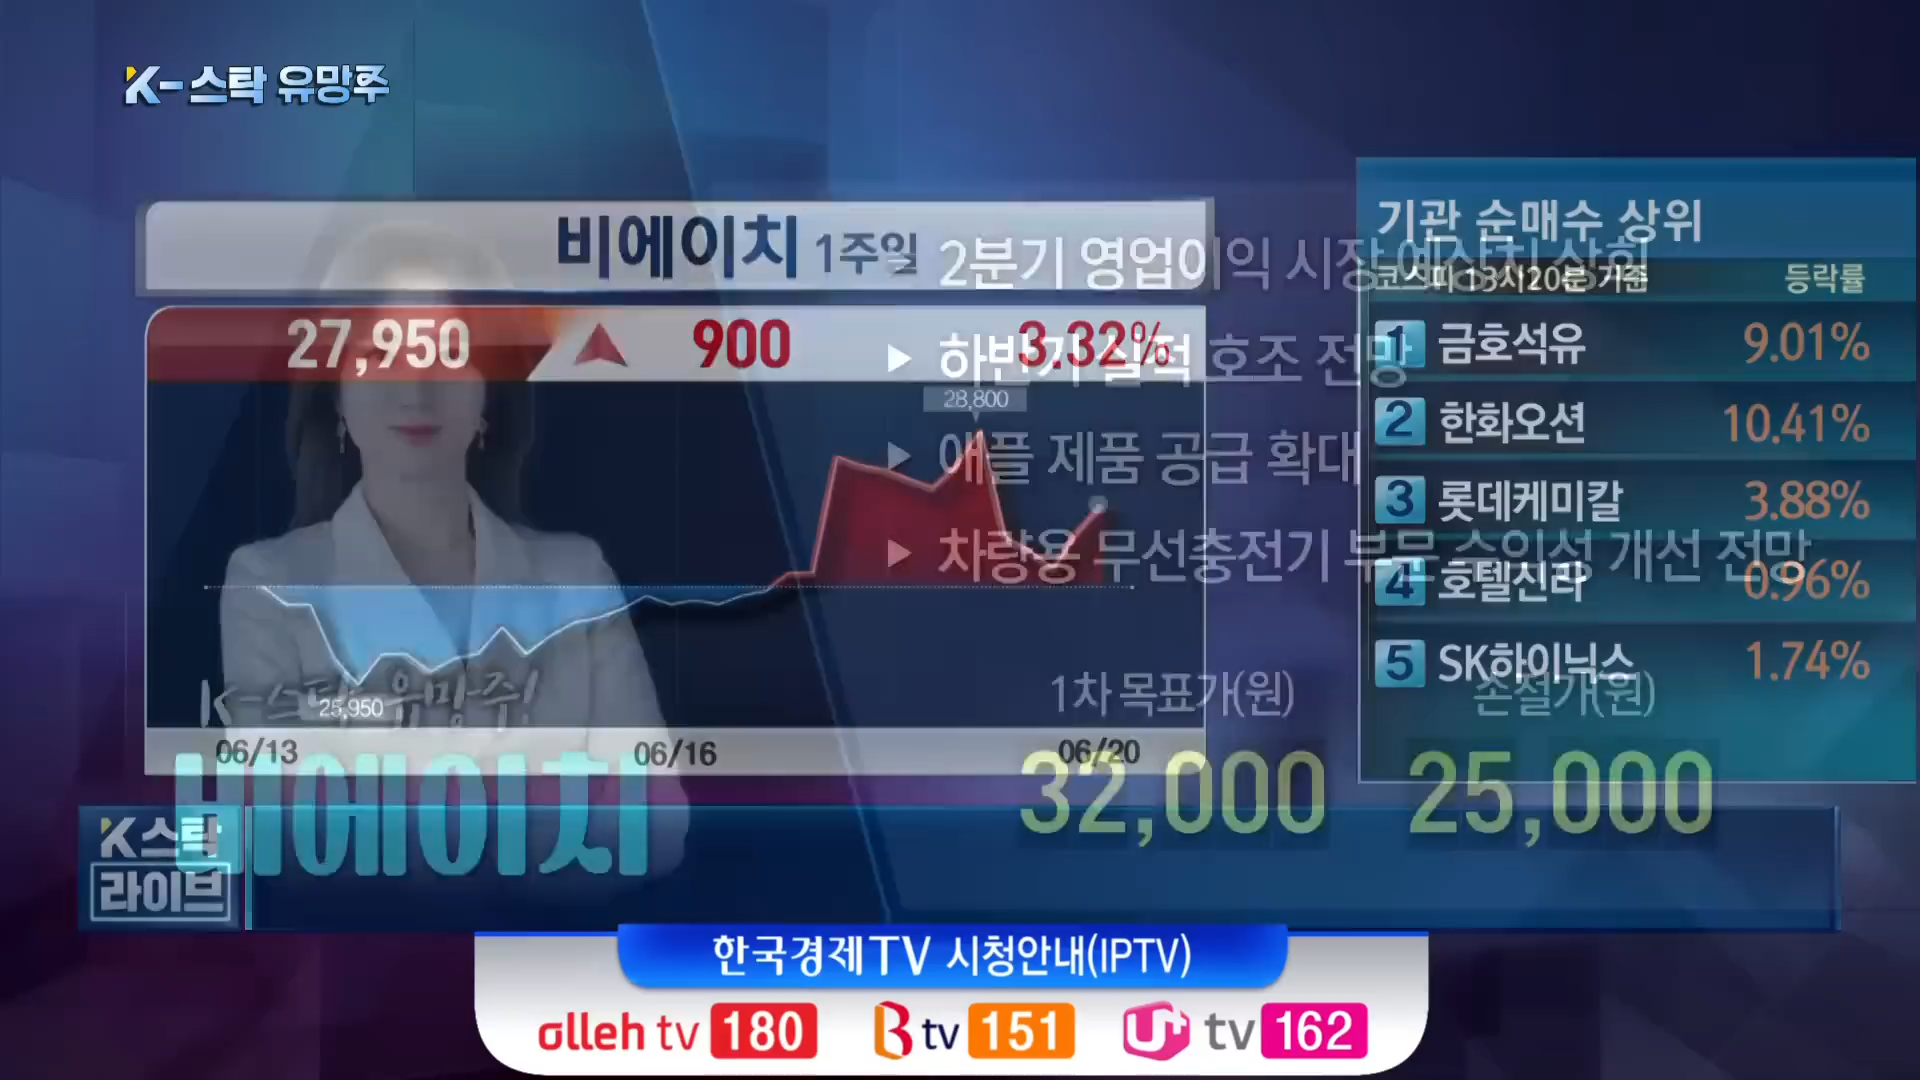 K-스탁 유망주
비에이치 1주일
27,950 ▲ 900 3.32%
28,800
25,950
06/13 06/16 06/20
2분기 영업이익 시장 예상치 상회
▶ 하반기 실적 호조 전망
▶ 애플 제품 공급 확대
▶ 차량용 무선충전기 부문 수익성 개선 전망
기관 순매수 상위
코스피 13시20분 기준 등락률
1 금호석유 9.01%
2 한화오션 10.41%
3 롯데케미칼 3.88%
4 호텔신라 0.96%
5 SK하이닉스 1.74%
K-스탁 유망주!
비에이치
1차 목표가(원) 손절가(원)
32,000 25,000
K스탁
라이브
한국경제TV 시청안내(IPTV)
olleh tv 180 B tv 151 U+ tv 162